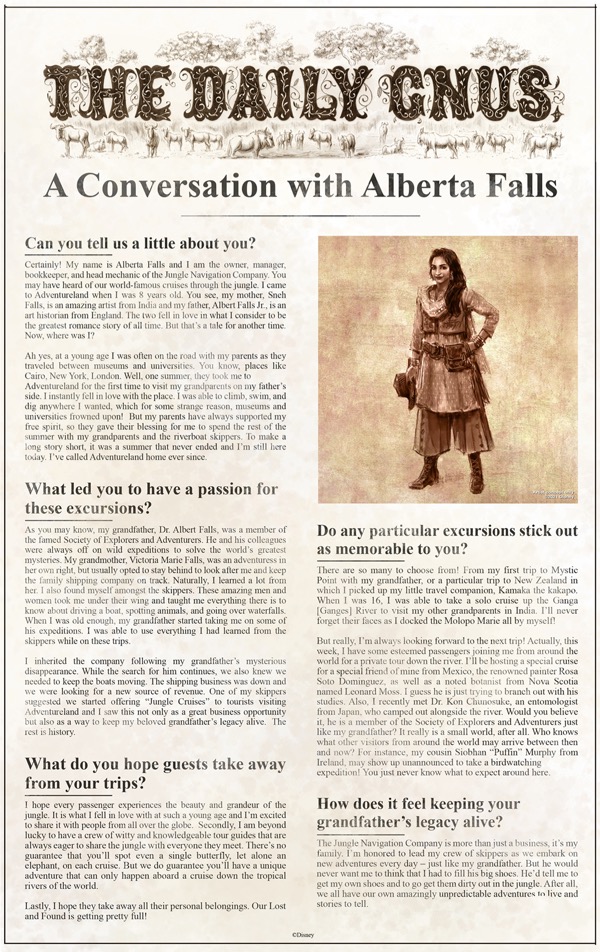 THE DAILY GNUS.
A Conversation with Alberta Falls
Can you tell us a little about you?
Certainly! My name is Alberta Falls and I am the owner, manager,
bookkeeper, and head mechanic of the Jungle Navigation Company. You
may have heard of our world-famous cruises through the jungle. I came
to Adventureland when I was 8 years old. You see, my mother, Sneh
Falls, is an amazing artist from India and my father, Albert Falls Jr., is an
art historian from England. The two fell in love in what I consider to be
the greatest romance story of all time. But that’s a tale for another time.
Now, where was I?
Ah yes, at a young age I was often on the road with my parents as they
traveled between museums and universities. You know, places like
Cairo, New York, London. Well, one summer, they took me to
Adventureland for the first time to visit my grandparents on my father’s
side. I instantly fell in love with the place. I was able to climb, swim, and
dig anywhere I wanted, which for some strange reason, museums and
universities frowned upon! But my parents have always supported my
free spirit, so they gave their blessing for me to spend the rest of the
summer with my grandparents and the riverboat skippers. To make a
long story short, it was a summer that never ended and I’m still here
today. I’ve called Adventureland home ever since.
What led you to have a passion for
these excursions?
As you may know, my grandfather, Dr. Albert Falls, was a member of
the famed Society of Explorers and Adventurers. He and his colleagues
were always off on wild expeditions to solve the world’s greatest
mysteries. My grandmother, Victoria Marie Falls, was an adventurer in
her own right, but usually opted to stay behind to look after me and keep
the family shipping company on track. Naturally, I learned a lot from
her. I also found myself amongst the skippers. These amazing men and
women took me under their wing and taught me everything there is to
know about driving a boat, spotting animals, and going over waterfalls.
When I was old enough, my grandfather started taking me on some of
his expeditions. I was able to use everything I had learned from the
skippers while on these trips.
I inherited the company following my grandfather’s mysterious
disappearance. While the search for him continues, we also knew we
needed to keep the boats moving. The shipping business was down and
we were looking for a new source of revenue. One of my skippers
suggested we started offering “Jungle Cruises” to tourists visiting
Adventureland and I saw this not only as a great business opportunity
but also as a way to keep my beloved grandfather’s legacy alive. The
rest is history.
What do you hope guests take away
from your trips?
I hope every passenger experiences the beauty and grandeur of the
jungle. It is what I fell in love with at such a young age and I’m excited
to share it with people from all over the globe. Secondly, I am beyond
lucky to have a crew of witty and knowledgeable tour guides that are
always eager to share the jungle with everyone they meet. There’s no
guarantee that you’ll spot even a single butterfly, let alone an
elephant, on each cruise. But we do guarantee you’ll have a unique
adventure that can only happen aboard a cruise down the tropical
rivers of the world.
Lastly, I hope they take away all their personal belongings. Our Lost
and Found is getting pretty full!
Do any particular excursions stick out
as memorable to you?
There are so many to choose from! From my first trip to Mystic
Point with my grandfather, or a particular trip to New Zealand in
which I picked up my little travel companion, Kamaka the kakapo.
When I was 16, I was able to take a solo cruise up the Ganga
[Ganges] River to visit my other grandparents in India. I’ll never
forget their faces as I docked the Molopo Marie all by myself!
But really, I’m always looking forward to the next trip! Actually, this
week, I have some esteemed passengers joining me from around the
world for a private tour down the river. I’ll be hosting a special cruise
for a special friend of mine from Mexico, the renowned painter Rosa
Soto Dominguez, as well as a noted botanist from Nova Scotia
named Leonard Moss. I guess he is just trying to branch out with his
studies. Also, I recently met Dr. Kon Chunosuke, an entomologist
from Japan, who camped out alongside the river. Would you believe
it, he is a member of the Society of Explorers and Adventurers just
like my grandfather? It really is a small world, after all. Who knows
what other visitors from around the world may arrive between then
and now? For instance, my cousin Siobhan “Puffin” Murphy from
Ireland, may show up unannounced to take a birdwatching
expedition! You just never know what to expect around here.
How does it feel keeping your
grandfather’s legacy alive?
The Jungle Navigation Company is more than just a business, it’s my
family. I’m honored to lead my crew of skippers as we embark on
new adventures every day – just like my grandfather. But he would
never want me to think that I had to fill his big shoes. He’d tell me to
get my own shoes and to go get them dirty out in the jungle. After all,
we all have our own amazingly unpredictable adventures to live and
stories to tell.
©Disney